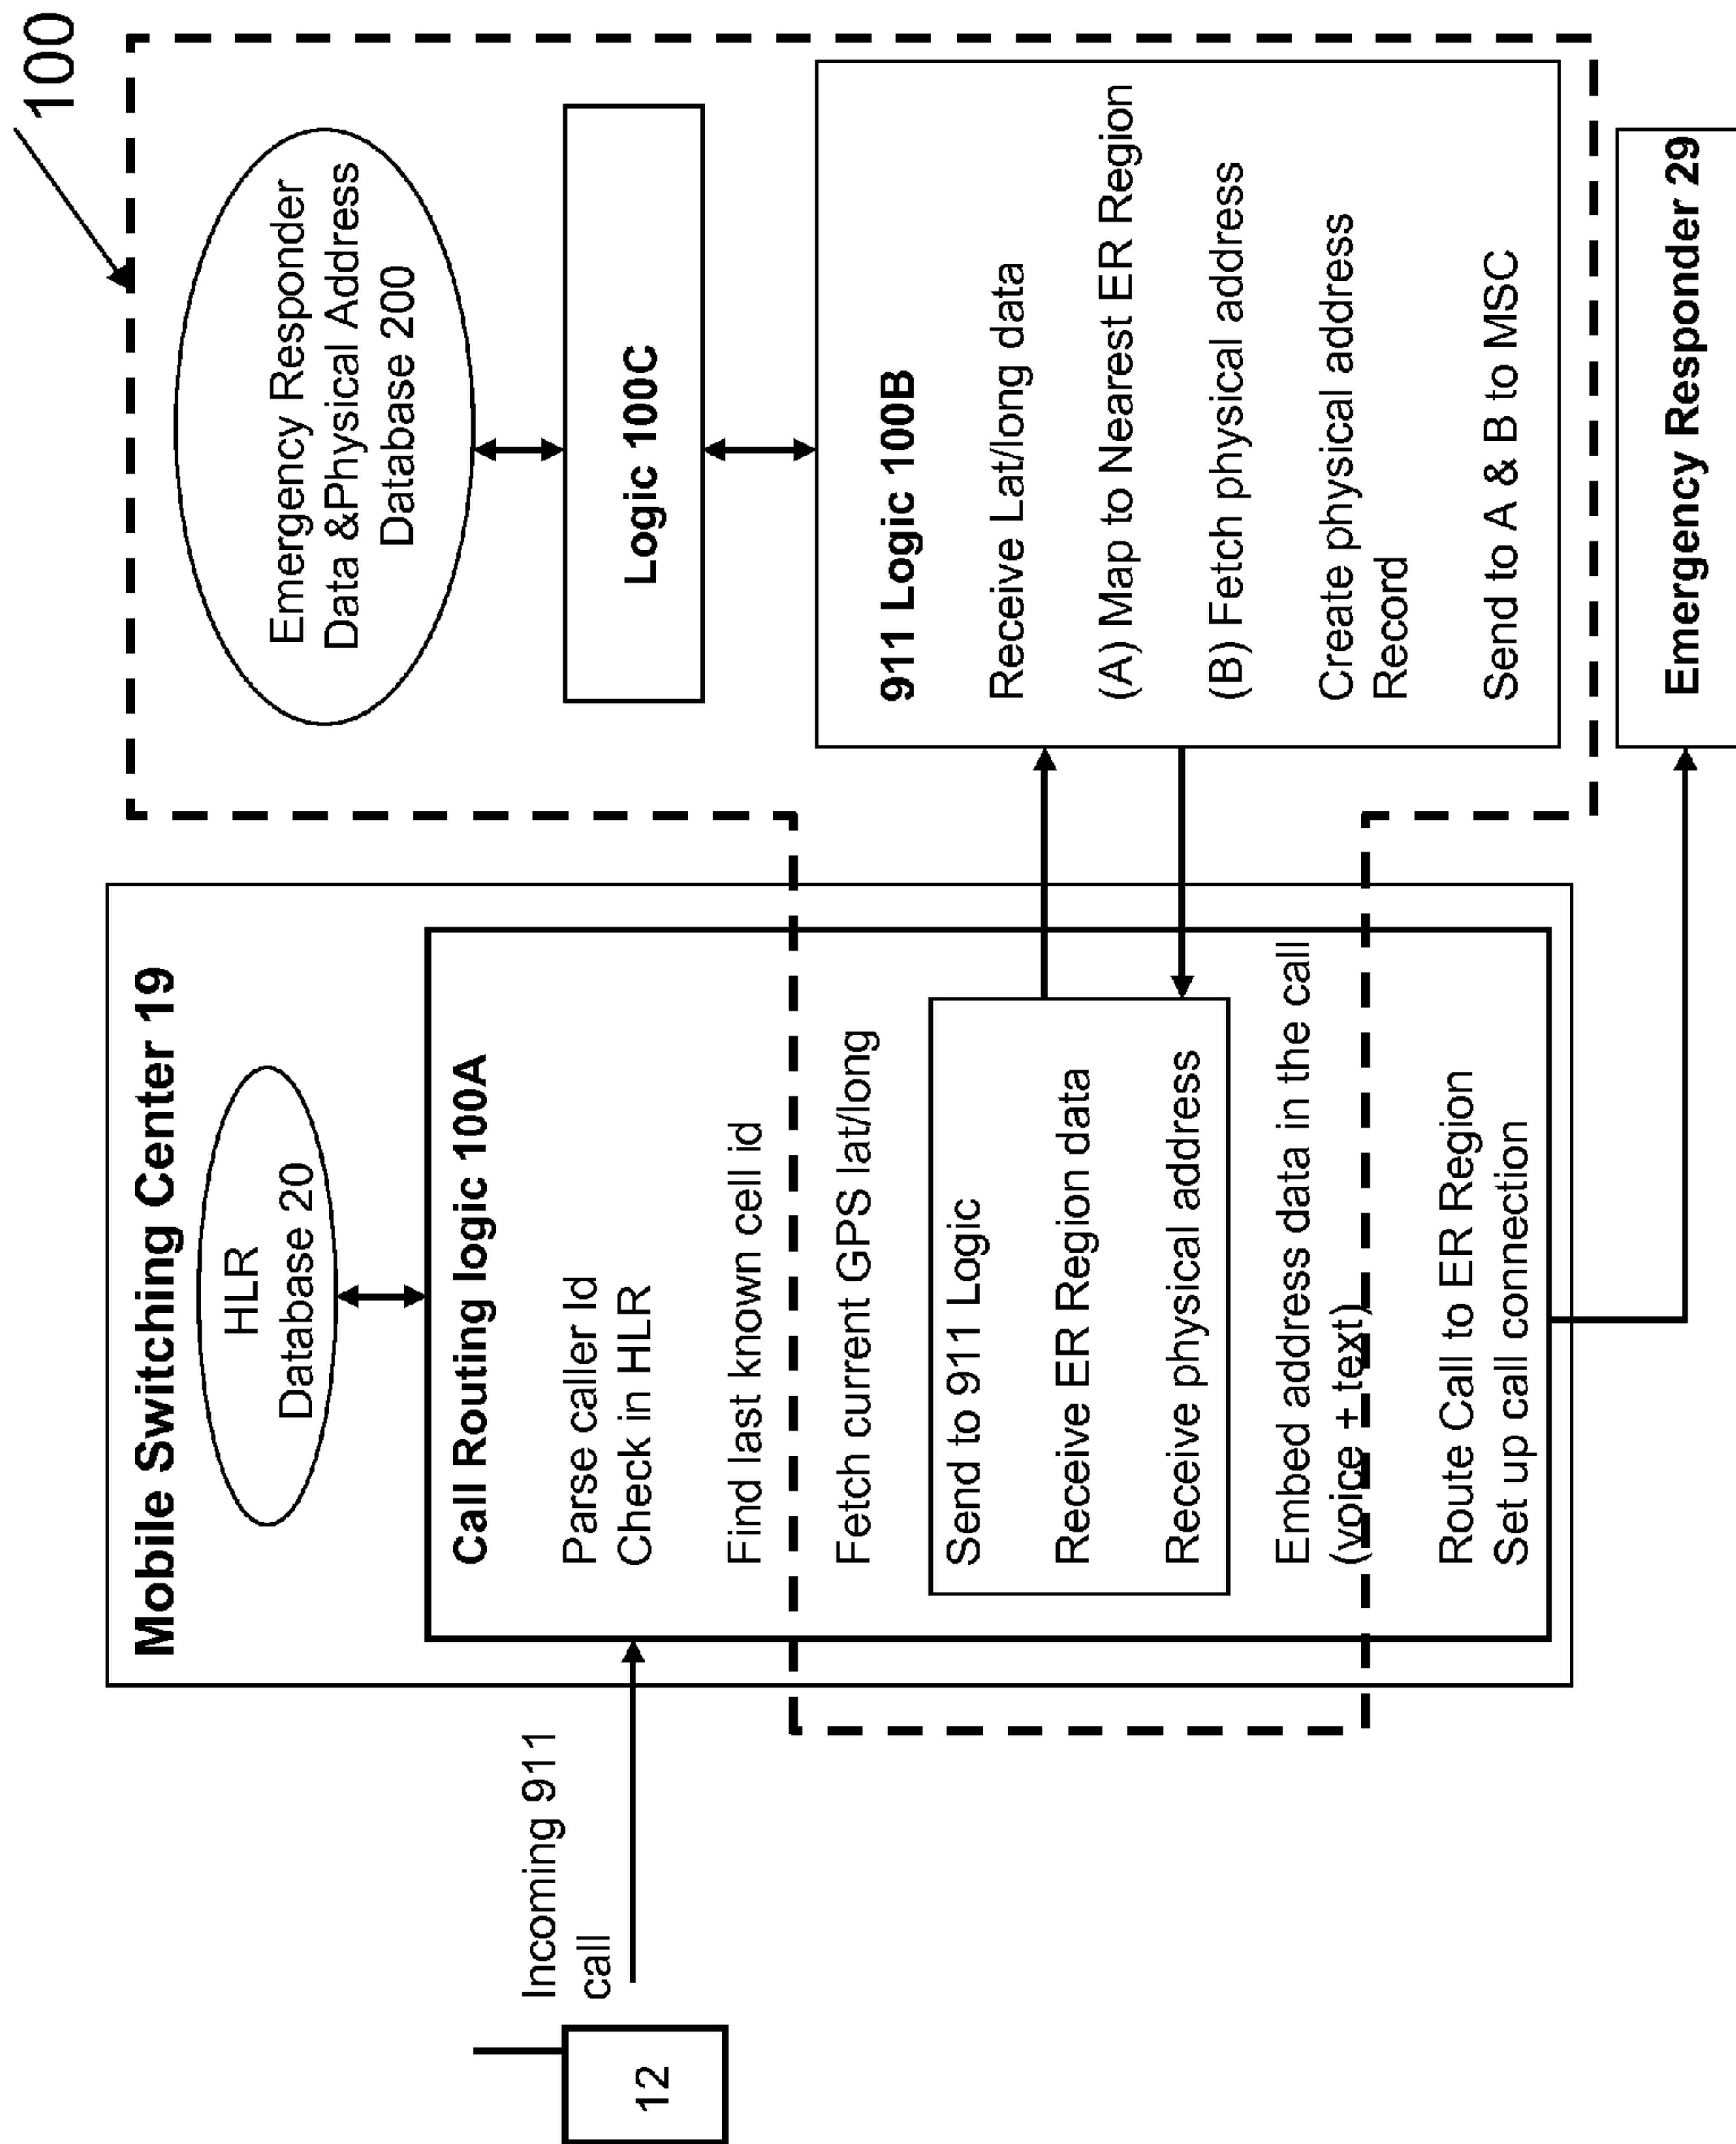 100
12
Incoming 911
call
Mobile Switching Center 19
HLR
Database 20
Call Routing logic 100A
Parse caller Id
Check in HLR
Find last known cell id
Fetch current GPS lat/long
Send to 911 Logic
Receive ER Region data
Receive physical address
Embed address data in the call
(voice + text)
Route Call to ER Region
Set up call connection
Emergency Responder
Data &Physical Address
Database 200
Logic 100C
911 Logic 100B
Receive Lat/long data
(A) Map to Nearest ER Region
(B) Fetch physical address
Create physical address
Record
Send to A & B to MSC
Emergency Responder 29